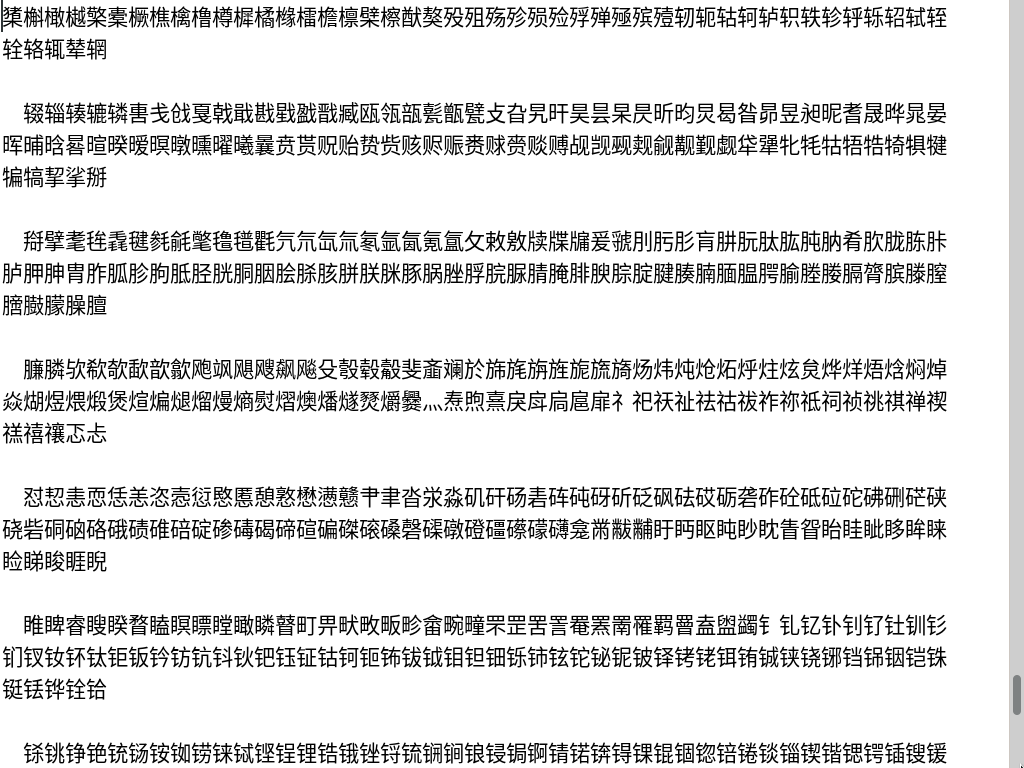 橥槲橄樾檠橐橛樵檎橹樽樨橘橼檑檐檩檗檫猷獒殁殂殇殄殒殓殍殚殛殡殪轫轭轱轲轳轵轶轸轷轹轺轼轾
辁辂辄辇辋
辍辎辏辘辚軎戋戗戛戟戢戡戥戤戬臧瓯瓴瓿甏甑甓攴旮旯旰昊昙杲昃昕昀炅曷昝昴昱昶昵耆晟晔晁晏
晖晡晗晷暄暌暧暝暾曛曜曦曩贲贳贶贻贽赀赅赆赈赉赇赍赕赙觇觊觋觌觎觏觐觑牮犟牝牦牯牾牿犄犋犍
犏犒挈挲掰
搿擘耄毪毳毽毵毹氅氇氆氍氕氘氙氚氡氩氤氪氲攵敕敫牍牒牖爰虢刖肟肜肓肼朊肽肱肫肭肴肷胧胨胩
胪胛胂胄胙胍胗朐胝胫胱胴胭脍脎胲胼朕脒豚脶脞脬脘脲腈腌腓腴腙腚腱腠腩腼腽腭腧塍媵膈膂膑滕膣
膪臌朦臊膻
臁膦欤欷欹歃歆歙飑飒飓飕飙飚殳彀毂觳斐齑斓於旆旄旃旌旎旒旖炀炜炖炝炻烀炷炫炱烨烊焐焓焖焯
焱煳煜煨煅煲煊煸煺熘熳熵熨熠燠燔燧燹爝爨灬焘煦熹戾戽扃扈扉礻祀祆祉祛祜祓祚祢祗祠祯祧祺禅禊
禚禧禳忑忐
怼恝恚恧恁恙恣悫愆愍慝憩憝懋懑戆肀聿沓泶淼矶矸砀砉砗砘砑斫砭砜砝砹砺砻砟砼砥砬砣砩硎硭硖
硗砦硐硇硌硪碛碓碚碇碜碡碣碲碹碥磔磙磉磬磲礅磴礓礤礞礴龛黹黻黼盱眄眍盹眇眈眚眢眙眭眦眵眸睐
睑睇睃睚睨
睢睥睿瞍睽瞀瞌瞑瞟瞠瞰瞵瞽町畀畎畋畈畛畲畹疃罘罡罟詈罨罴罱罹羁罾盍盥蠲钅钆钇钋钊钌钍钏钐
钔钗钕钚钛钜钣钤钫钪钭钬钯钰钲钴钶钷钸钹钺钼钽钿铄铈铉铊铋铌铍铎铐铑铒铕铖铗铙铘铛铞铟铠铢
铤铥铧铨铪
铩铫铮铯铳铴铵铷铹铼铽铿锃锂锆锇锉锊锍锎锏锒锓锔锕锖锘锛锝锞锟锢锪锫锩锬锱锲锴锶锷锸锼锾